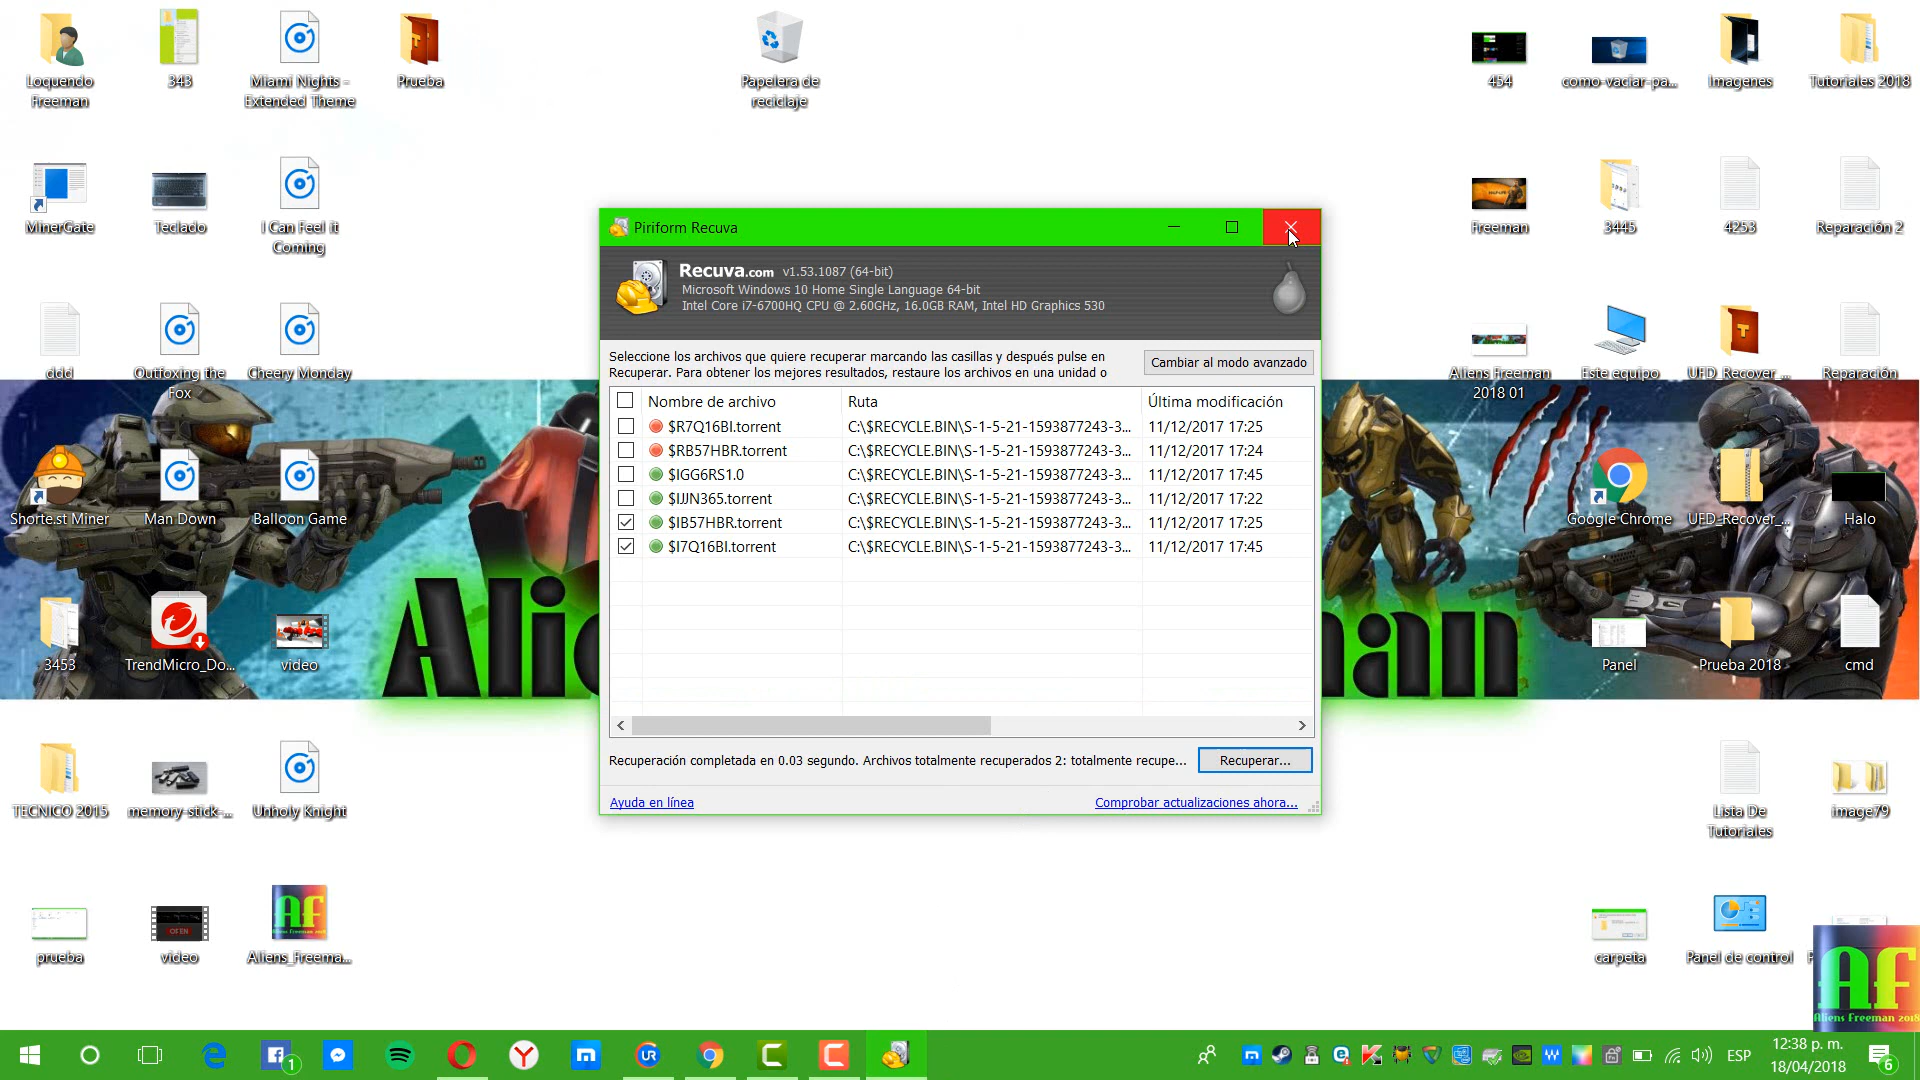 Loquendo
Freeman
343
Miami Nights -
Extended Theme
Prueba
Papelera de
reciclaje
454
como-vaciar-pa...
Imagenes
Tutoriales 2018
MinerGate
Teclado
I Can Feel it
Coming
Freeman
3445
4253
Reparación 2
ddd
Outfoxing the
Fox
Cheery Monday
Aliens Freeman
2018 01
Este equipo
UFD_Recover_...
Reparación
Shorte.st Miner
Man Down
Balloon Game
Google Chrome
UFD_Recover_...
Halo
3453
TrendMicro_Do...
video
Panel
Prueba 2018
cmd
TECNICO 2015
memory-stick-...
Unholy Knight
Lista De
Tutoriales
image79
prueba
video
Aliens_Freema...
carpeta
Panel de control
Piriform Recuva
Recuva.com v1.53.1087 (64-bit)
Microsoft Windows 10 Home Single Language 64-bit
Intel Core i7-6700HQ CPU @ 2.60GHz, 16.0GB RAM, Intel HD Graphics 530
Seleccione los archivos que quiere recuperar marcando las casillas y después pulse en
Recuperar. Para obtener los mejores resultados, restaure los archivos en una unidad o
Cambiar al modo avanzado
Nombre de archivo Ruta Última modificación
$R7Q16BI.torrent C:\$RECYCLE.BIN\S-1-5-21-1593877243-3... 11/12/2017 17:25
$RB57HBR.torrent C:\$RECYCLE.BIN\S-1-5-21-1593877243-3... 11/12/2017 17:24
$IGG6RS1.0 C:\$RECYCLE.BIN\S-1-5-21-1593877243-3... 11/12/2017 17:45
$IJJN365.torrent C:\$RECYCLE.BIN\S-1-5-21-1593877243-3... 11/12/2017 17:22
$IB57HBR.torrent C:\$RECYCLE.BIN\S-1-5-21-1593877243-3... 11/12/2017 17:25
$I7Q16BI.torrent C:\$RECYCLE.BIN\S-1-5-21-1593877243-3... 11/12/2017 17:45
Recuperación completada en 0.03 segundo. Archivos totalmente recuperados 2: totalmente recupe...
Recuperar...
Ayuda en línea
Comprobar actualizaciones ahora...
Af
Aliens Freeman 2018
1
ESP
12:38 p. m.
18/04/2018
6